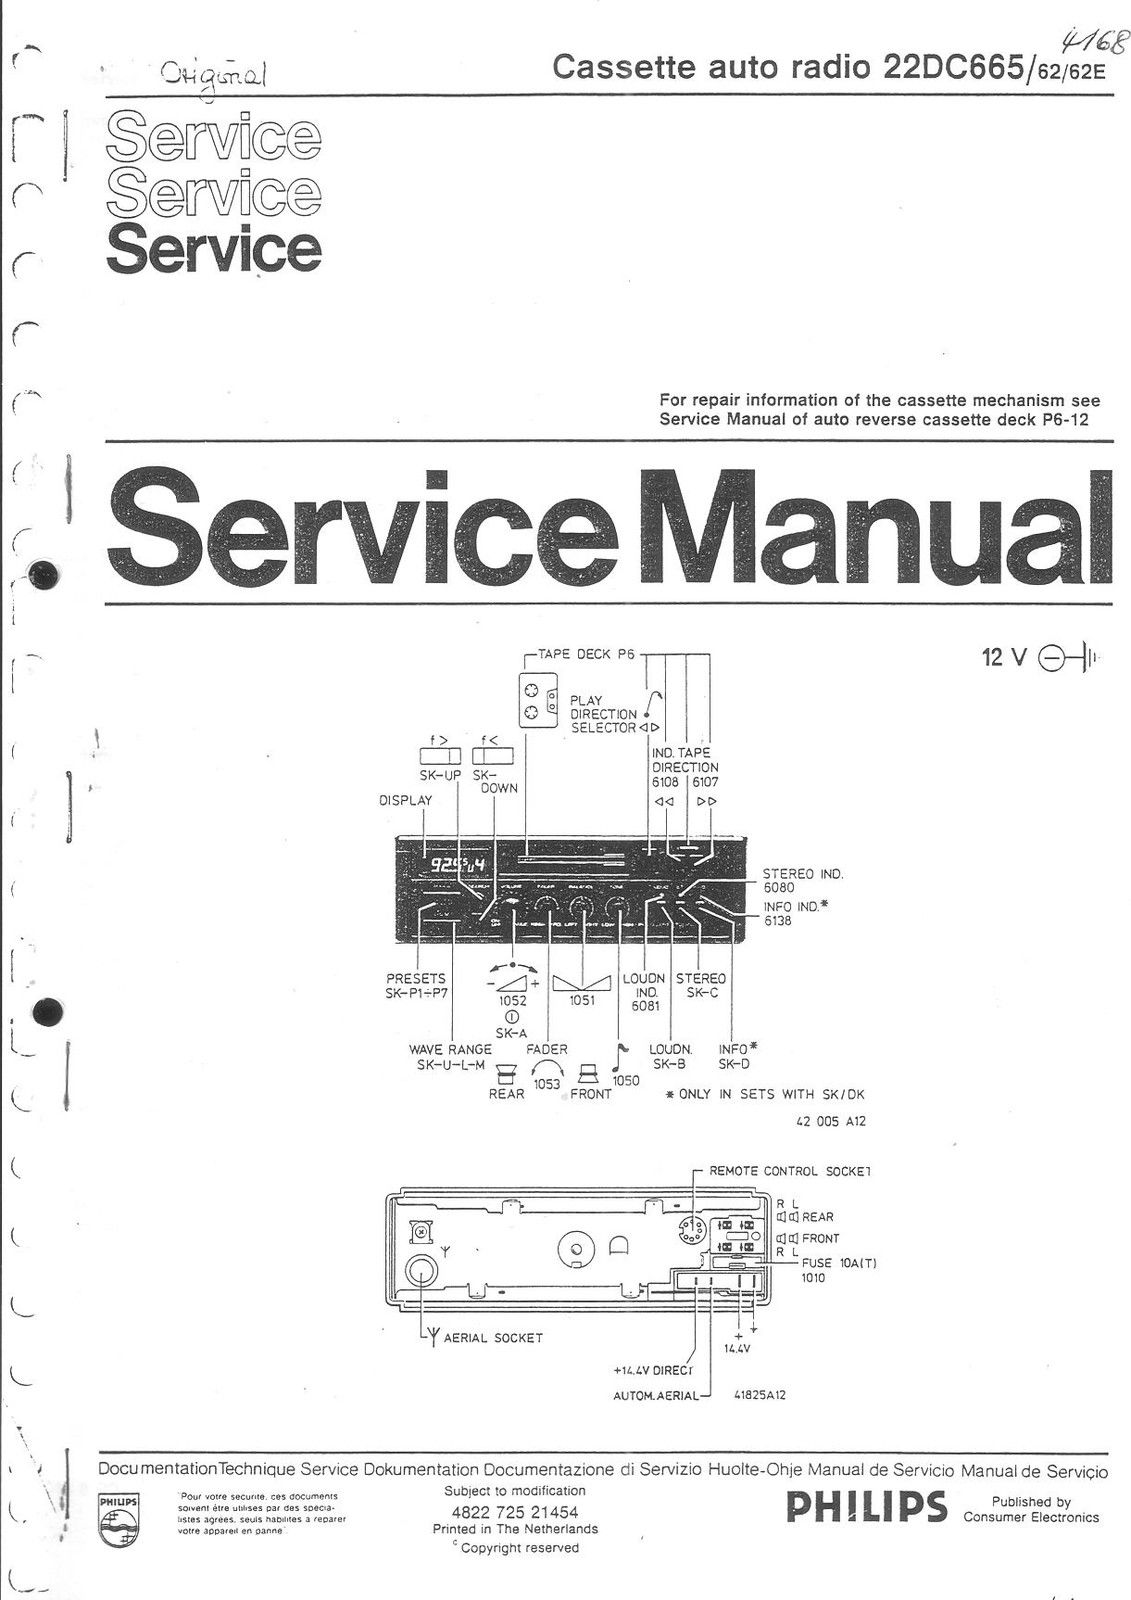 4168
Original
Cassette auto radio 22DC665/62/62E
Service
Service
Service
For repair information of the cassette mechanism see
Service Manual of auto reverse cassette deck P6-12
Service Manual
12 V
TAPE DECK P6
PLAY
DIRECTION
SELECTOR ◁ ▷
f > f <
SK-UP SK-
DOWN
IND. TAPE
DIRECTION
6108 6107
◁◁ ▷▷
DISPLAY
STEREO IND.
6080
INFO IND.*
6138
PRESETS
SK-P1÷P7
- +
1052
1
SK-A
1051
LOUDN
IND.
6081
STEREO
SK-C
WAVE RANGE
SK-U-L-M
FADER
REAR
1053
FRONT
1050
LOUDN.
SK-B
INFO*
SK-D
* ONLY IN SETS WITH SK/DK
42 005 A12
REMOTE CONTROL SOCKET
R L
REAR
FRONT
R L
FUSE 10A(T)
1010
AERIAL SOCKET
+
14.4V
+14.4V DIRECT
AUTOM. AERIAL
41825A12
Documentation Technique Service Dokumentation Documentazione di Servizio Huolto-Ohje Manual de Servicio Manual de Serviçio
PHILIPS
"Pour votre securite, ces documents
soivent être utilises par des specia-
listes agrées, seuls habilites a reparer
votre appareil en panne"
Subject to modification
4822 725 21454
Printed in The Netherlands
© Copyright reserved
PHILIPS
Published by
Consumer Electronics